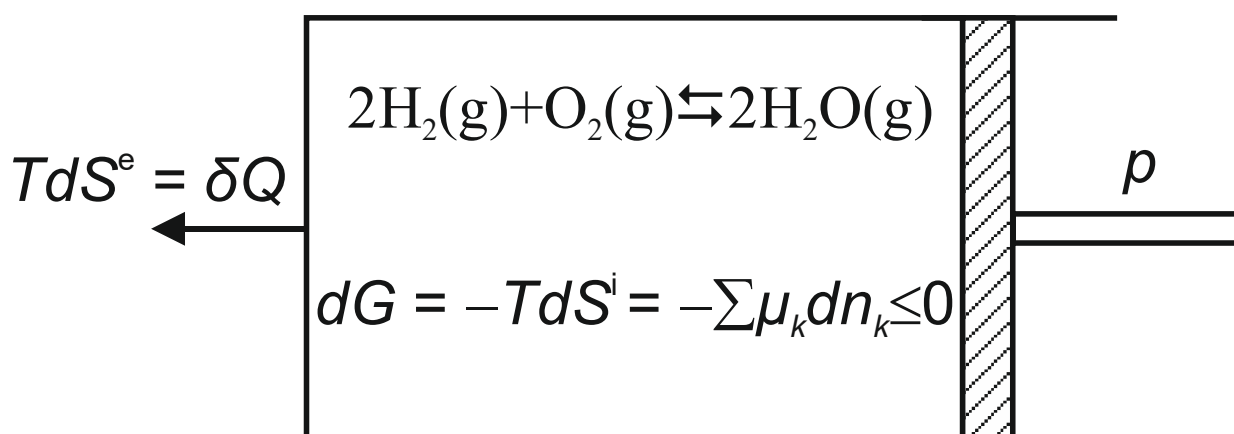 2H₂(g)+O₂(g)⇆2H₂O(g)
TdSᵉ = δQ
p
dG = –TdSⁱ = –∑μₖdnₖ≤0